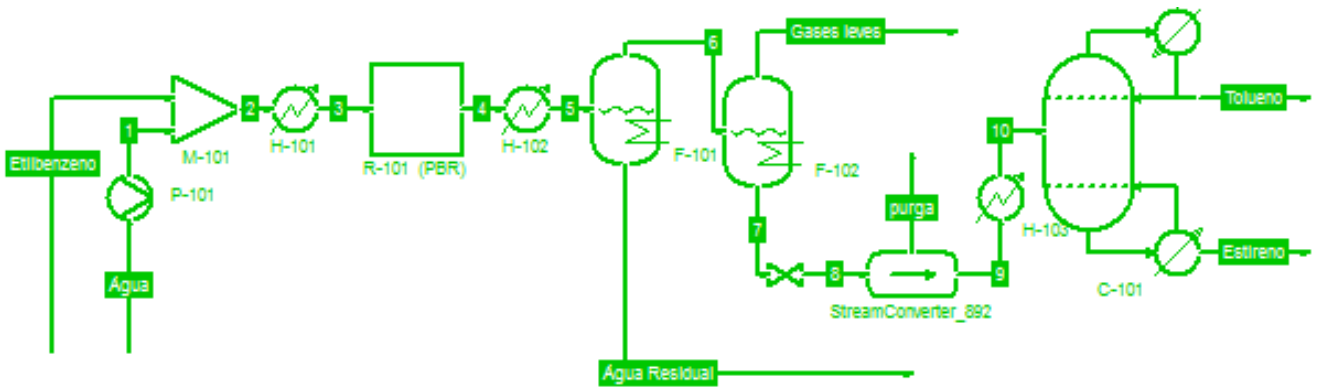 Etilbenzeno
1
Água
P-101
M-101
2
H-101
3
R-101 (PBR)
4
H-102
5
F-101
Água Residual
6
Gases leves
F-102
7
8
purga
StreamConverter_892
9
H-103
10
Tolueno
Estireno
C-101